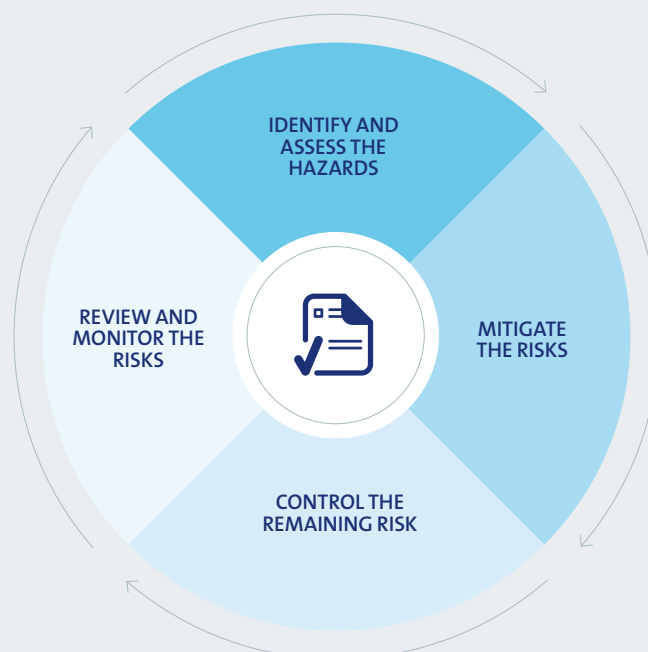 IDENTIFY AND
ASSESS THE
HAZARDS
MITIGATE
THE RISKS
CONTROL THE
REMAINING RISK
REVIEW AND
MONITOR THE
RISKS